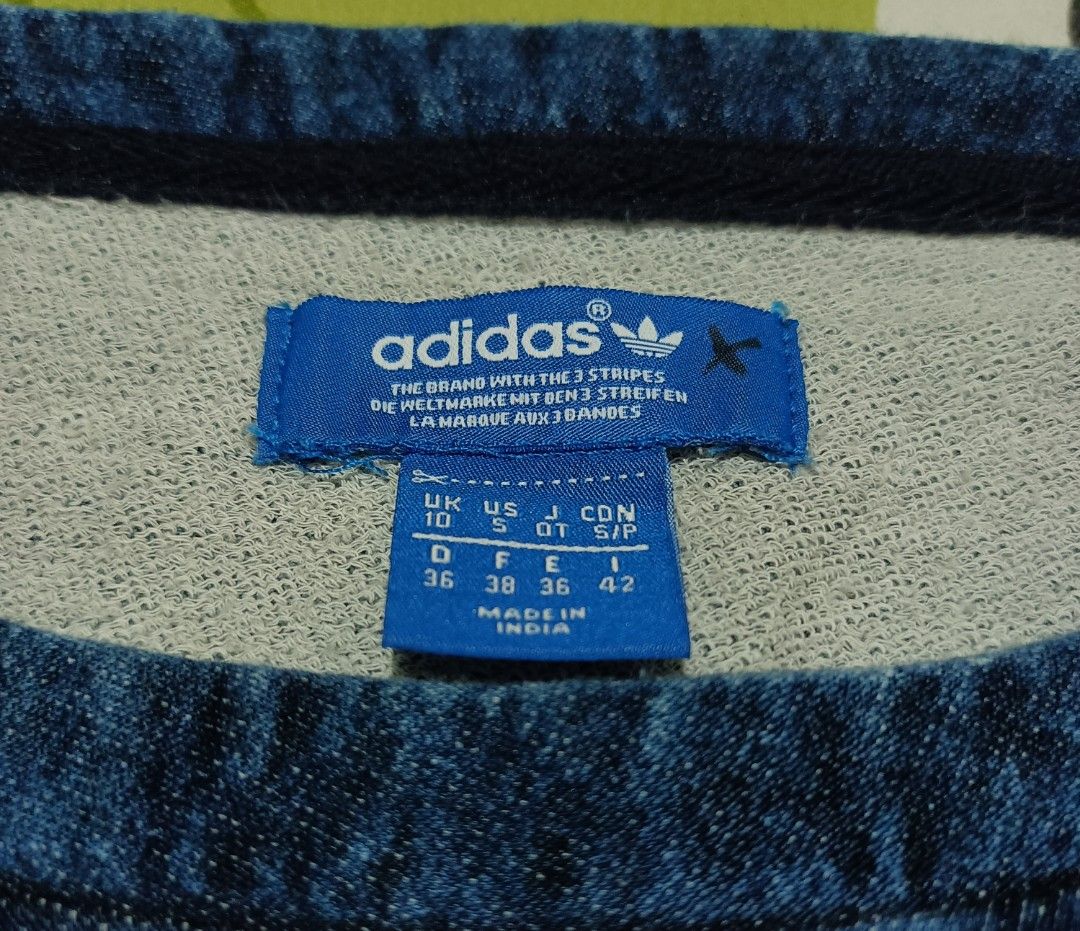 adidas®
THE BRAND WITH THE 3 STRIPES
DIE WELTMARKE MIT DEN 3 STREIFEN
LA MARQUE AUX 3 BANDES
UK US J CDN
10 S OT S/P
D F E I
36 38 36 42
MADE IN
INDIA